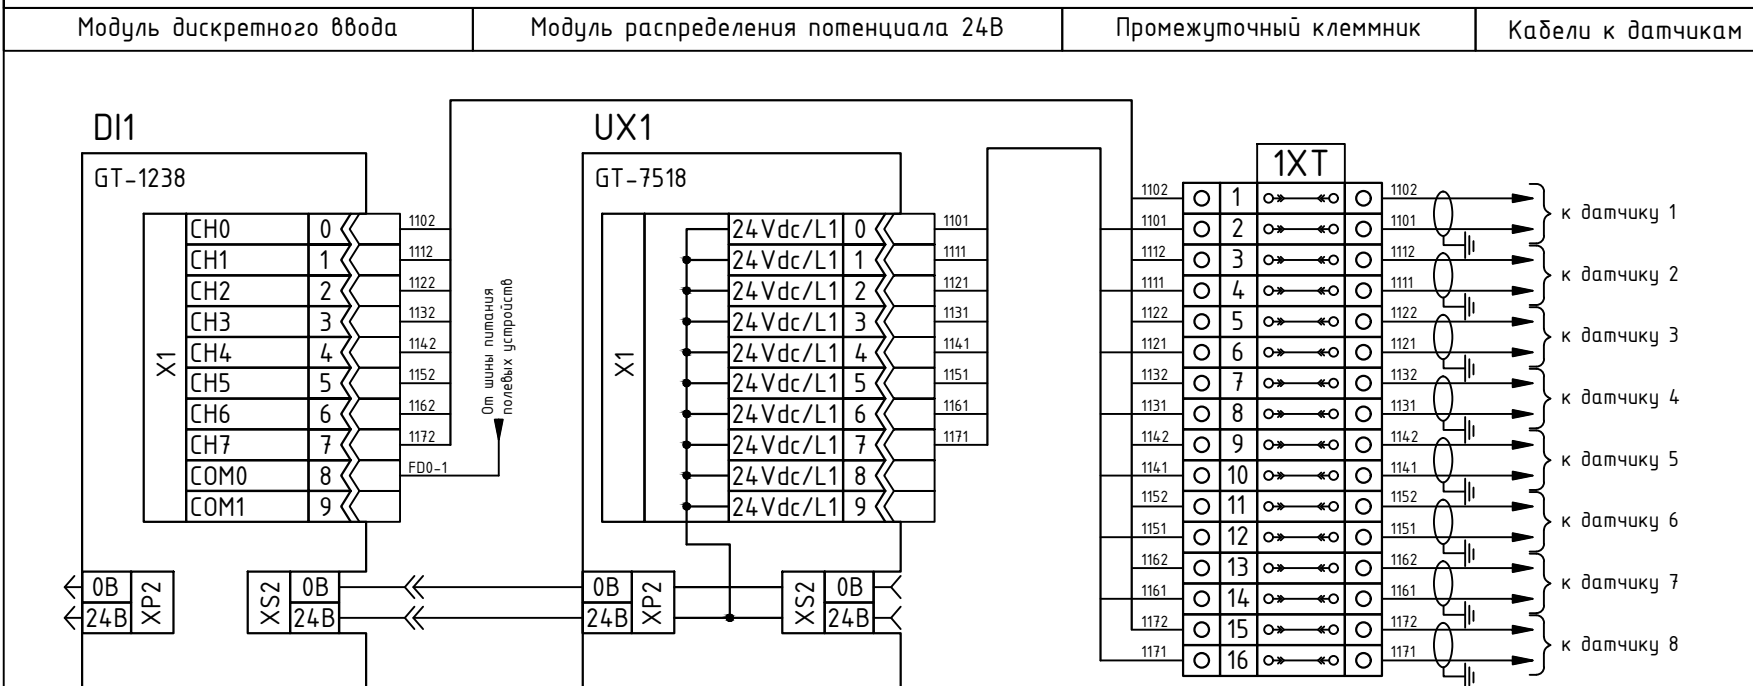 Модуль дискретного ввода
Модуль распределения потенциала 24В
Промежуточный клеммник
Кабели к датчикам
DI1
GT-1238
X1
CH0 0 1102
CH1 1 1112
CH2 2 1122
CH3 3 1132
CH4 4 1142
CH5 5 1152
CH6 6 1162
CH7 7 1172
COM0 8 FD0-1
COM1 9
От шины питания
полевых устройств
0В
24В
XP2
XS2
0В
24В
UX1
GT-7518
X1
24Vdc/L1 0 1101
24Vdc/L1 1 1111
24Vdc/L1 2 1121
24Vdc/L1 3 1131
24Vdc/L1 4 1141
24Vdc/L1 5 1151
24Vdc/L1 6 1161
24Vdc/L1 7 1171
24Vdc/L1 8
24Vdc/L1 9
0В
24В
XP2
XS2
0В
24В
1XT
1102 1 1102
1101 2 1101
к датчику 1
1112 3 1112
1111 4 1111
к датчику 2
1122 5 1122
1121 6 1121
к датчику 3
1132 7 1132
1131 8 1131
к датчику 4
1142 9 1142
1141 10 1141
к датчику 5
1152 11 1152
1151 12 1151
к датчику 6
1162 13 1162
1161 14 1161
к датчику 7
1172 15 1172
1171 16 1171
к датчику 8